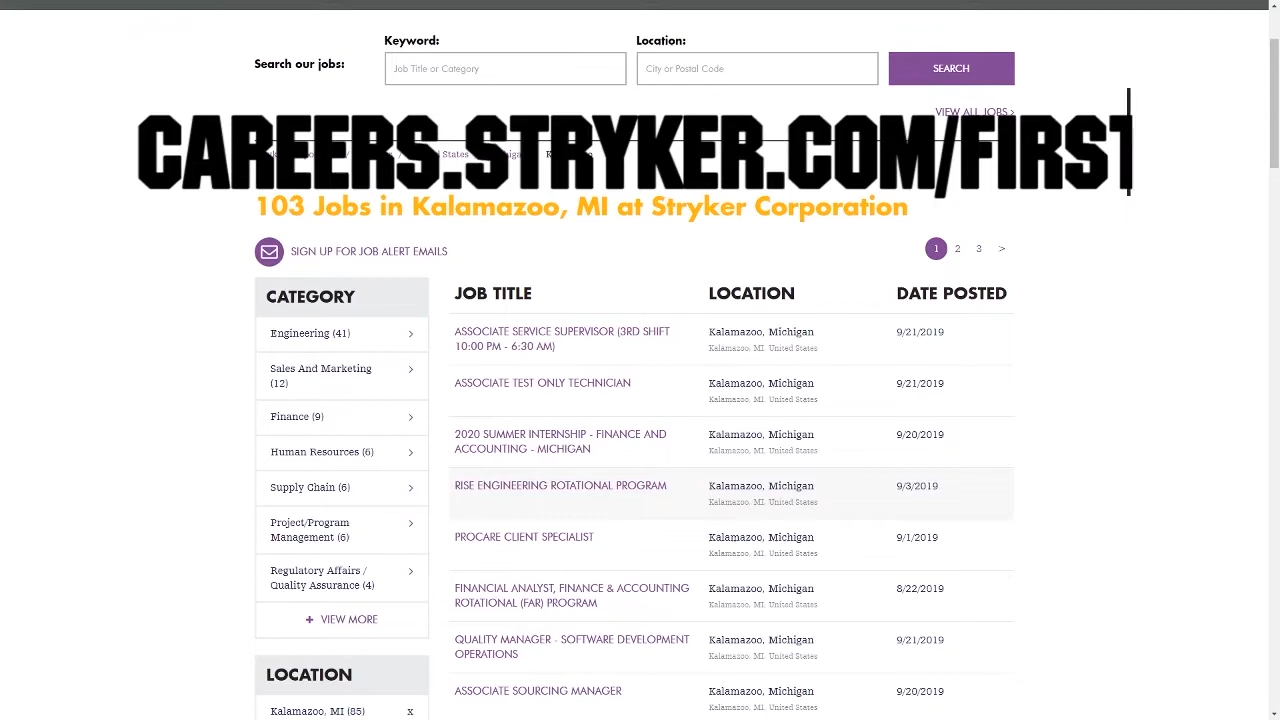 Keyword:
Location:
Search our jobs:
Job Title or Category
City or Postal Code
SEARCH
VIEW ALL JOBS >
CAREERS.STRYKER.COM/FIRST
103 Jobs in Kalamazoo, MI at Stryker Corporation
SIGN UP FOR JOB ALERT EMAILS
1 2 3 >
CATEGORY
Engineering (41)
Sales And Marketing
(12)
Finance (9)
Human Resources (6)
Supply Chain (6)
Project/Program
Management (6)
Regulatory Affairs /
Quality Assurance (4)
+ VIEW MORE
LOCATION
Kalamazoo, MI (85) x
JOB TITLE LOCATION DATE POSTED
ASSOCIATE SERVICE SUPERVISOR (3RD SHIFT
10:00 PM - 6:30 AM)
Kalamazoo, Michigan
Kalamazoo, MI, United States
9/21/2019
ASSOCIATE TEST ONLY TECHNICIAN
Kalamazoo, Michigan
Kalamazoo, MI, United States
9/21/2019
2020 SUMMER INTERNSHIP - FINANCE AND
ACCOUNTING - MICHIGAN
Kalamazoo, Michigan
Kalamazoo, MI, United States
9/20/2019
RISE ENGINEERING ROTATIONAL PROGRAM
Kalamazoo, Michigan
Kalamazoo, MI, United States
9/3/2019
PROCARE CLIENT SPECIALIST
Kalamazoo, Michigan
Kalamazoo, MI, United States
9/1/2019
FINANCIAL ANALYST, FINANCE & ACCOUNTING
ROTATIONAL (FAR) PROGRAM
Kalamazoo, Michigan
Kalamazoo, MI, United States
8/22/2019
QUALITY MANAGER - SOFTWARE DEVELOPMENT
OPERATIONS
Kalamazoo, Michigan
Kalamazoo, MI, United States
9/21/2019
ASSOCIATE SOURCING MANAGER
Kalamazoo, Michigan
Kalamazoo, MI, United States
9/20/2019